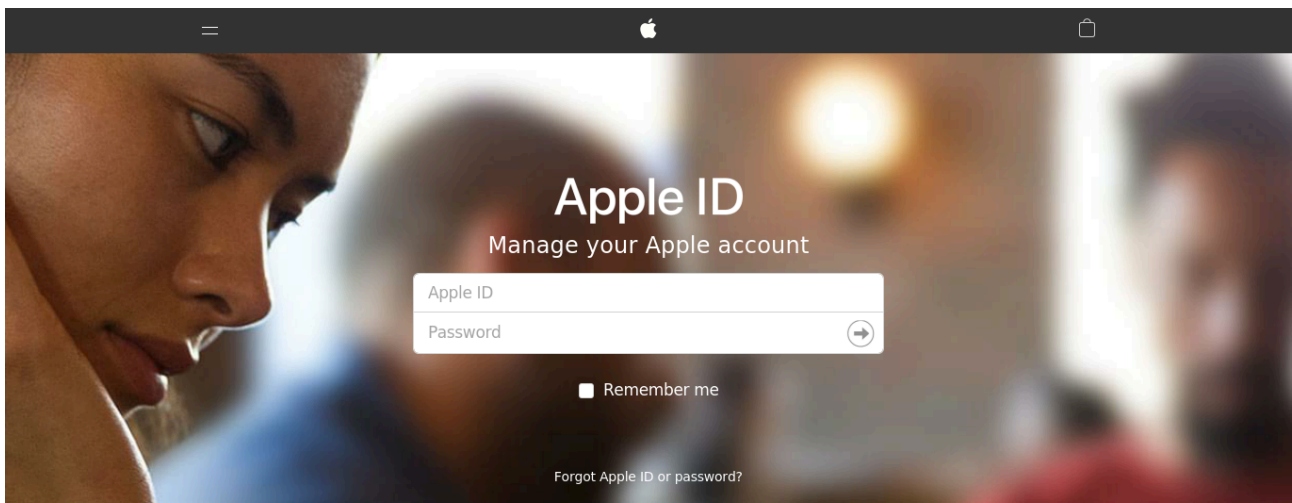 Apple ID
Manage your Apple account
Apple ID
Password
Remember me
Forgot Apple ID or password?